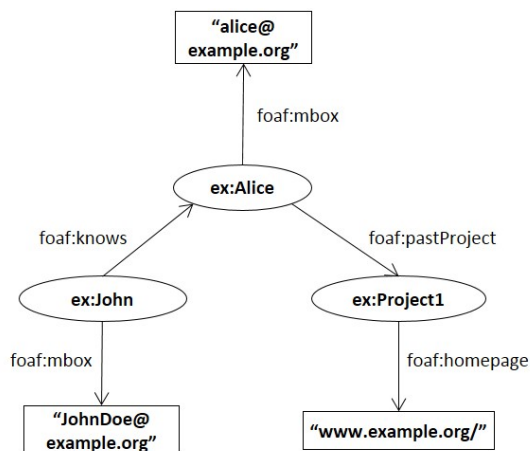 “alice@
example.org”
foaf:mbox
ex:Alice
foaf:knows
foaf:pastProject
ex:John
ex:Project1
foaf:mbox
foaf:homepage
“JohnDoe@
example.org”
“www.example.org/”